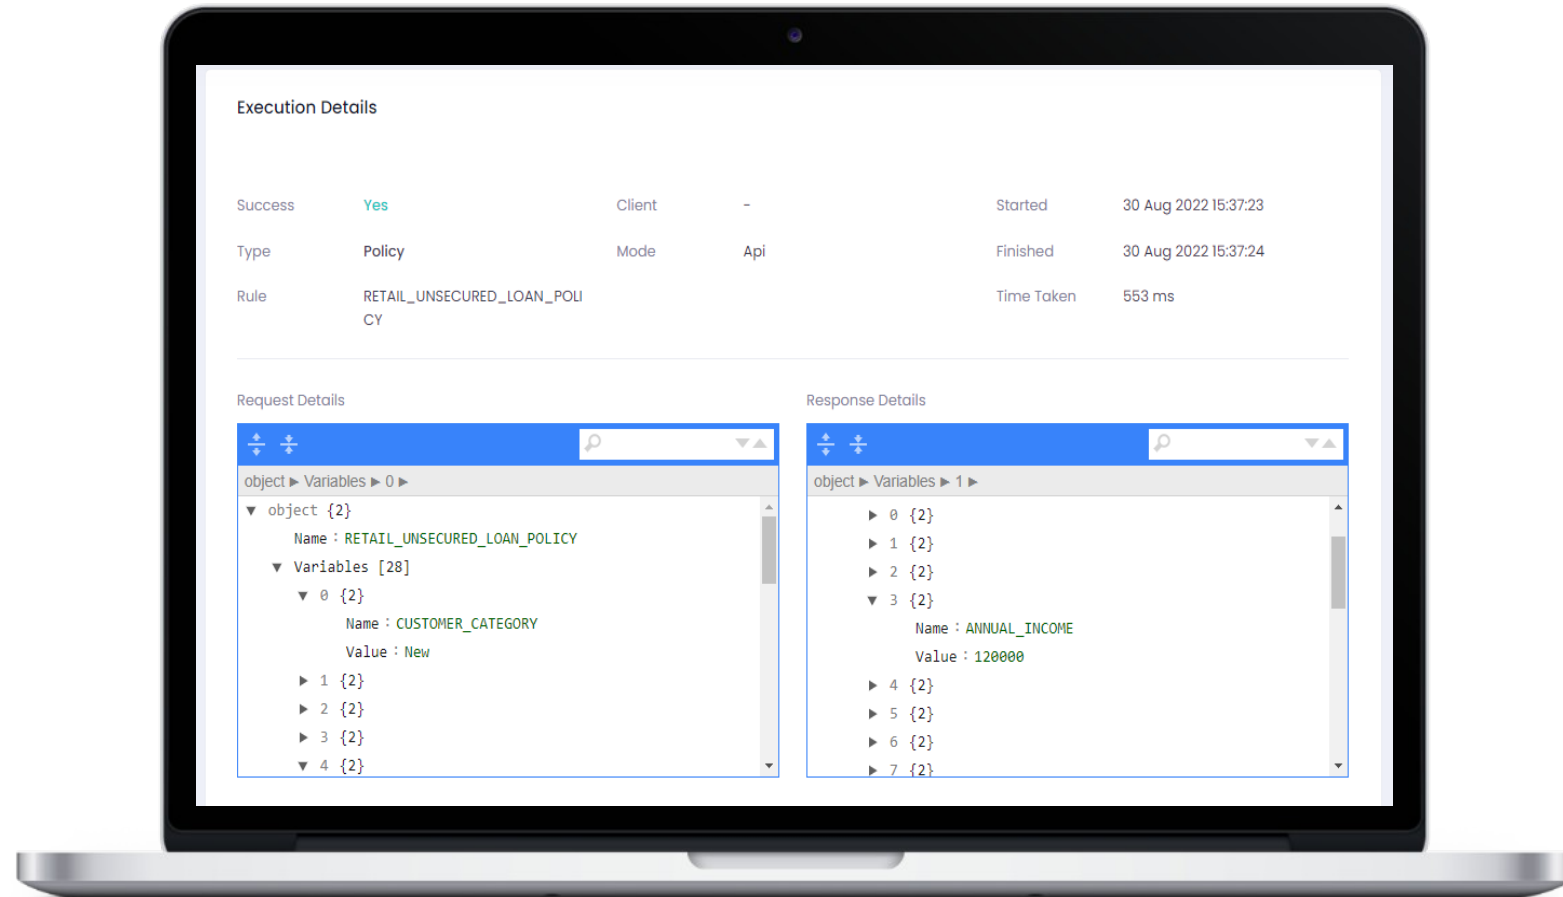 Execution Details
Success Yes Client - Started 30 Aug 2022 15:37:23
Type Policy Mode Api Finished 30 Aug 2022 15:37:24
Rule RETAIL_UNSECURED_LOAN_POLI Time Taken 553 ms
CY
Request Details
object ▶ Variables ▶ 0 ▶
▼ object {2}
Name : RETAIL_UNSECURED_LOAN_POLICY
▼ Variables [28]
▼ 0 {2}
Name : CUSTOMER_CATEGORY
Value : New
▶ 1 {2}
▶ 2 {2}
▶ 3 {2}
▼ 4 {2}
Response Details
object ▶ Variables ▶ 1 ▶
▶ 0 {2}
▶ 1 {2}
▶ 2 {2}
▼ 3 {2}
Name : ANNUAL_INCOME
Value : 120000
▶ 4 {2}
▶ 5 {2}
▶ 6 {2}
▶ 7 {2}